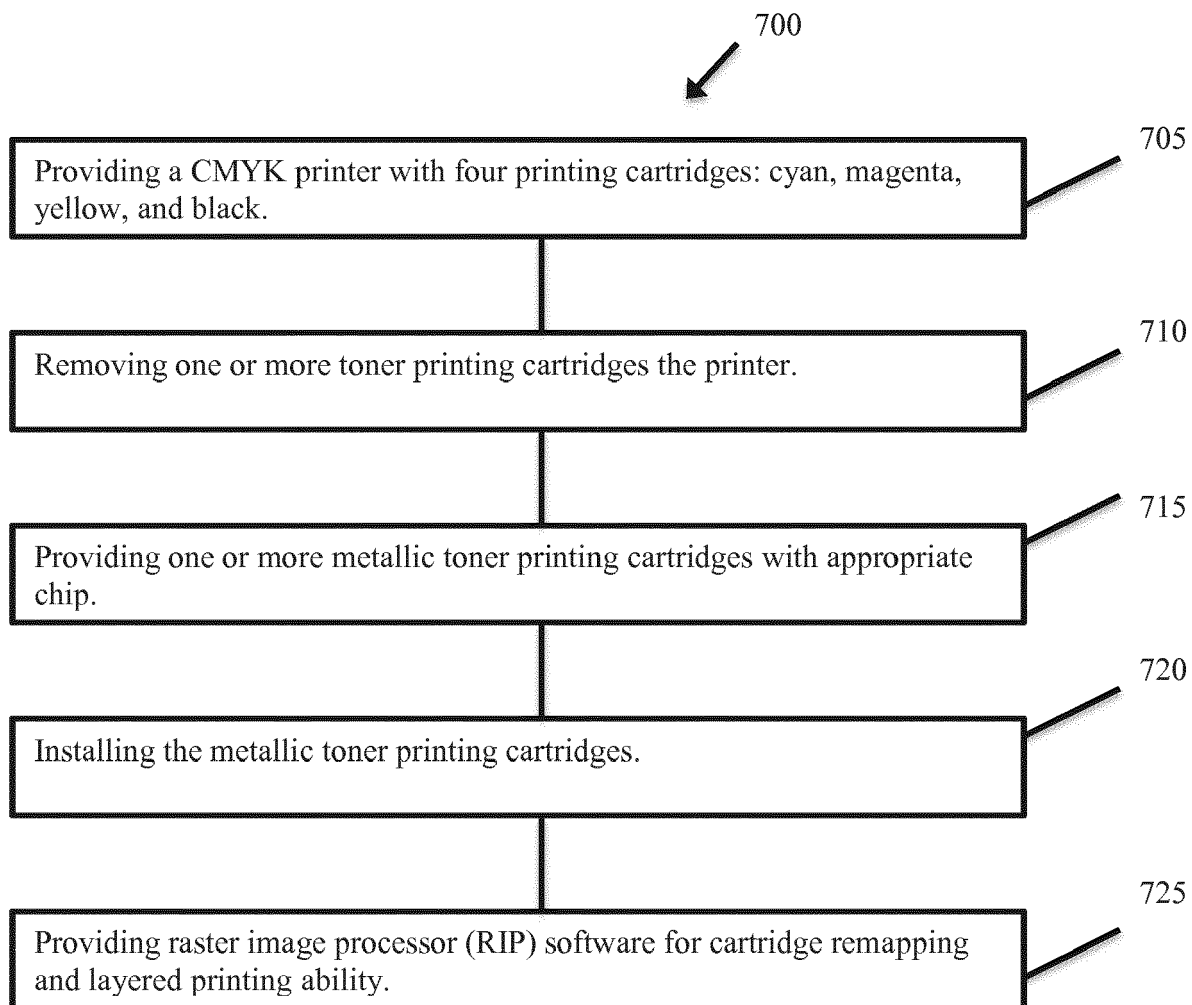 700
705
Providing a CMYK printer with four printing cartridges: cyan, magenta,
yellow, and black.
710
Removing one or more toner printing cartridges the printer.
715
Providing one or more metallic toner printing cartridges with appropriate
chip.
720
Installing the metallic toner printing cartridges.
725
Providing raster image processor (RIP) software for cartridge remapping
and layered printing ability.